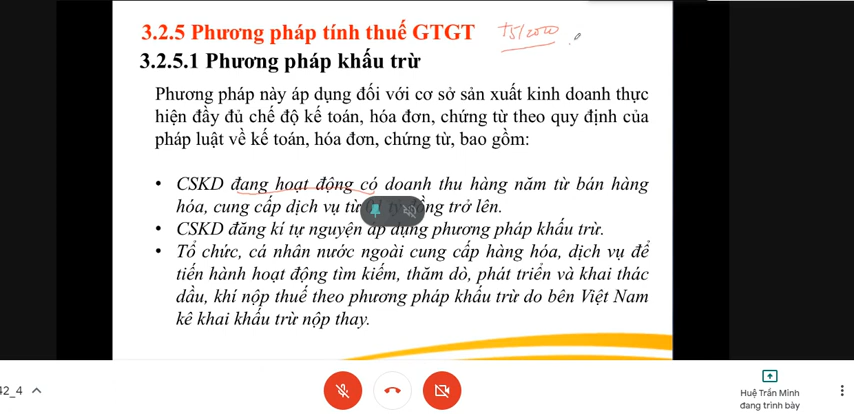 3.2.5 Phương pháp tính thuế GTGT T5/2020
3.2.5.1 Phương pháp khấu trừ
Phương pháp này áp dụng đối với cơ sở sản xuất kinh doanh thực
hiện đầy đủ chế độ kế toán, hóa đơn, chứng từ theo quy định của
pháp luật về kế toán, hóa đơn, chứng từ, bao gồm:
• CSKD đang hoạt động có doanh thu hàng năm từ bán hàng
hóa, cung cấp dịch vụ từ trở lên.
• CSKD đăng kí tự nguyện áp dụng phương pháp khấu trừ.
• Tổ chức, cá nhân nước ngoài cung cấp hàng hóa, dịch vụ để
tiến hành hoạt động tìm kiếm, thăm dò, phát triển và khai thác
dầu, khí nộp thuế theo phương pháp khấu trừ do bên Việt Nam
kê khai khấu trừ nộp thay.
42_4
Huệ Trần Minh
đang trình bày